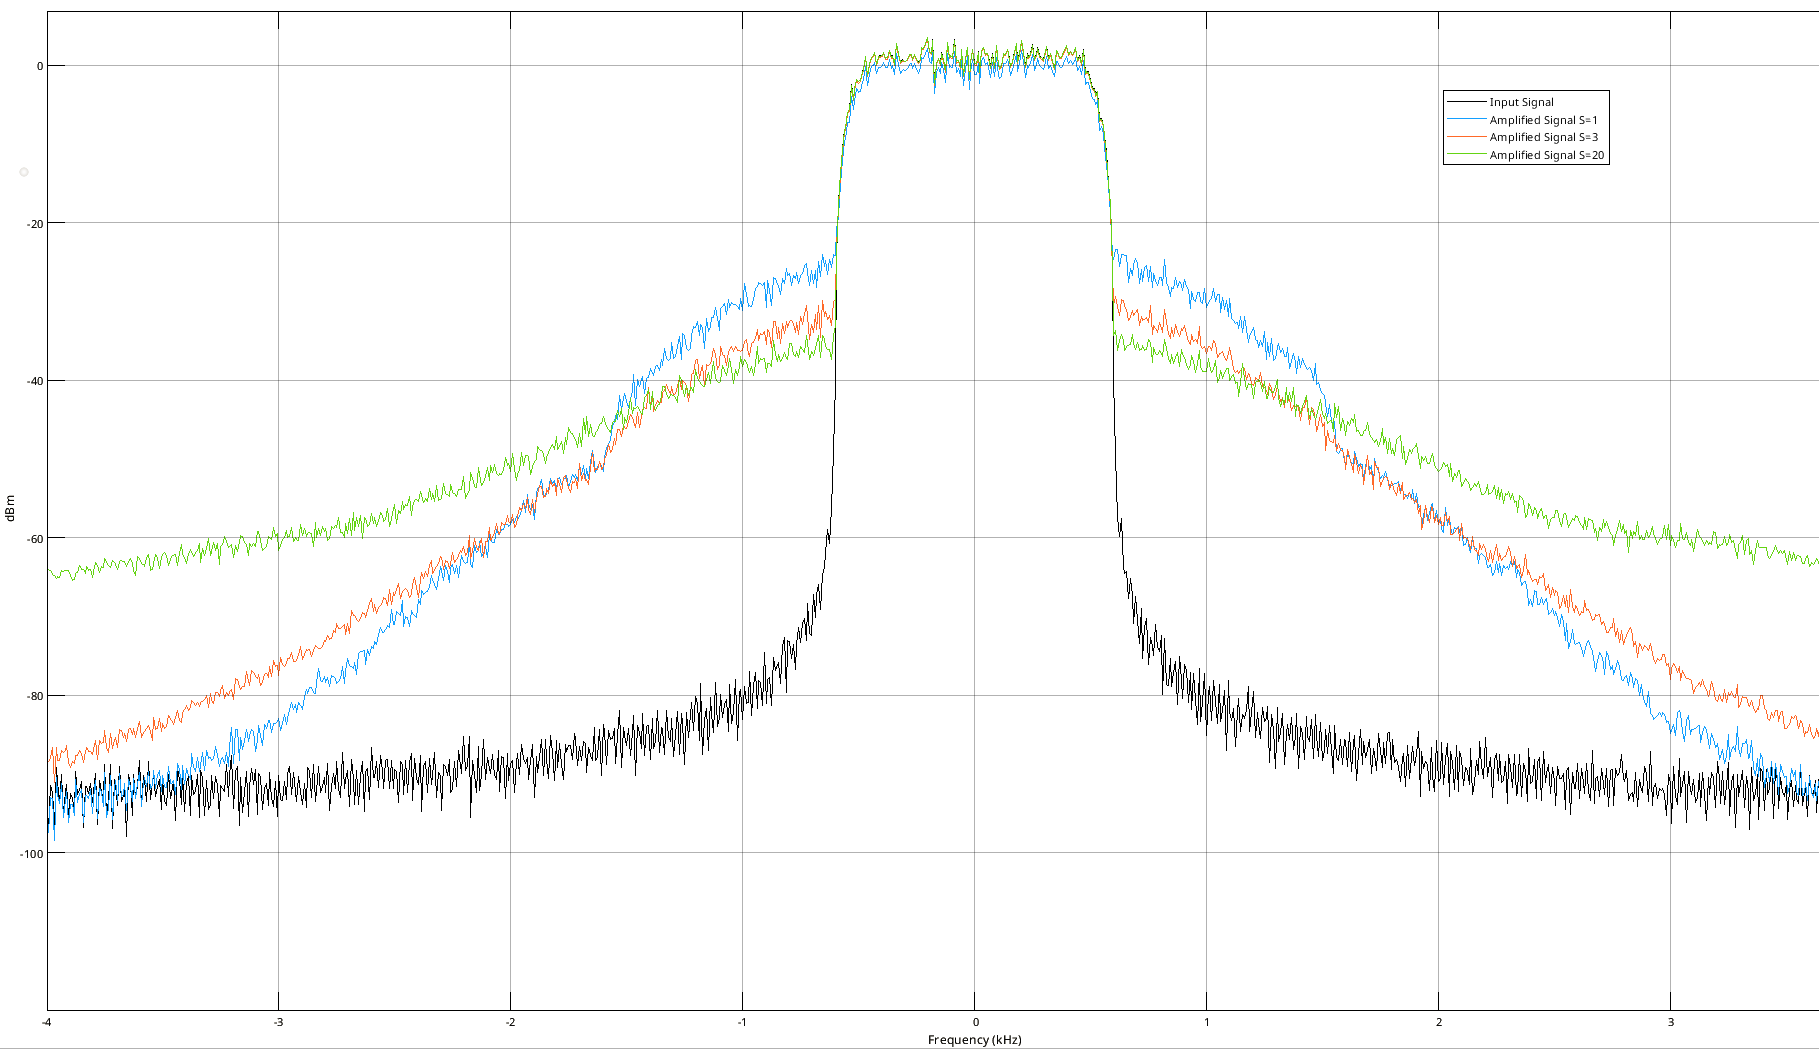 0
-20
-40
-60
-80
-100
dBm
-4 -3 -2 -1 0 1 2 3
Frequency (kHz)
Input Signal
Amplified Signal S=1
Amplified Signal S=3
Amplified Signal S=20